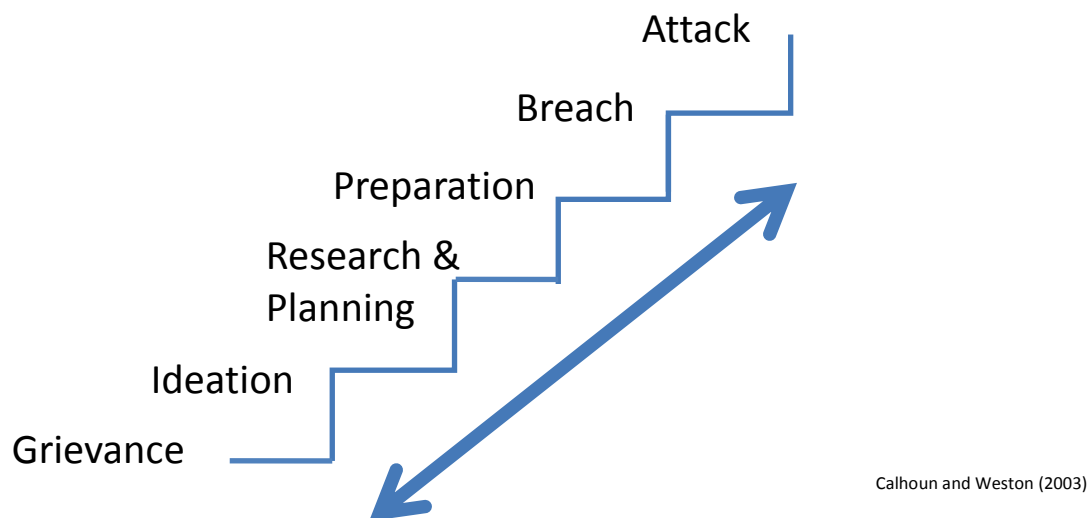 Attack
Breach
Preparation
Research &
Planning
Ideation
Grievance
Calhoun and Weston (2003)